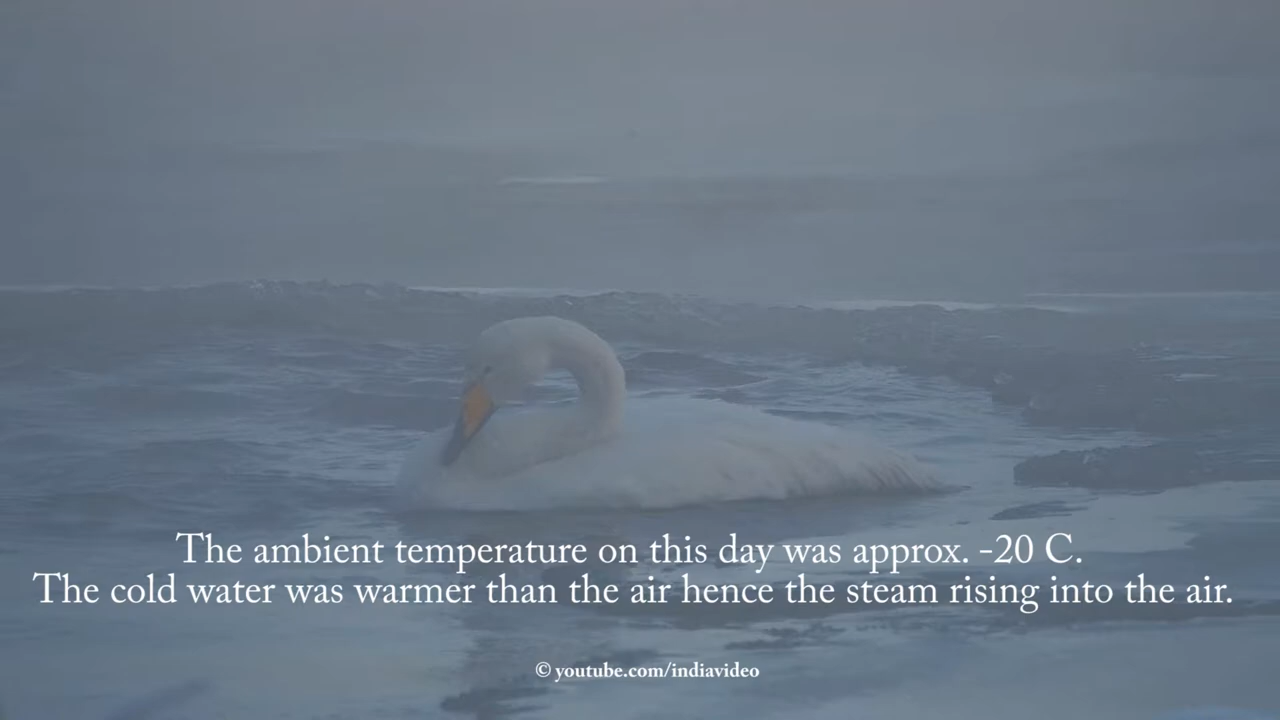 The ambient temperature on this day was approx. -20 C.
The cold water was warmer than the air hence the steam rising into the air.
© youtube.com/indiavideo